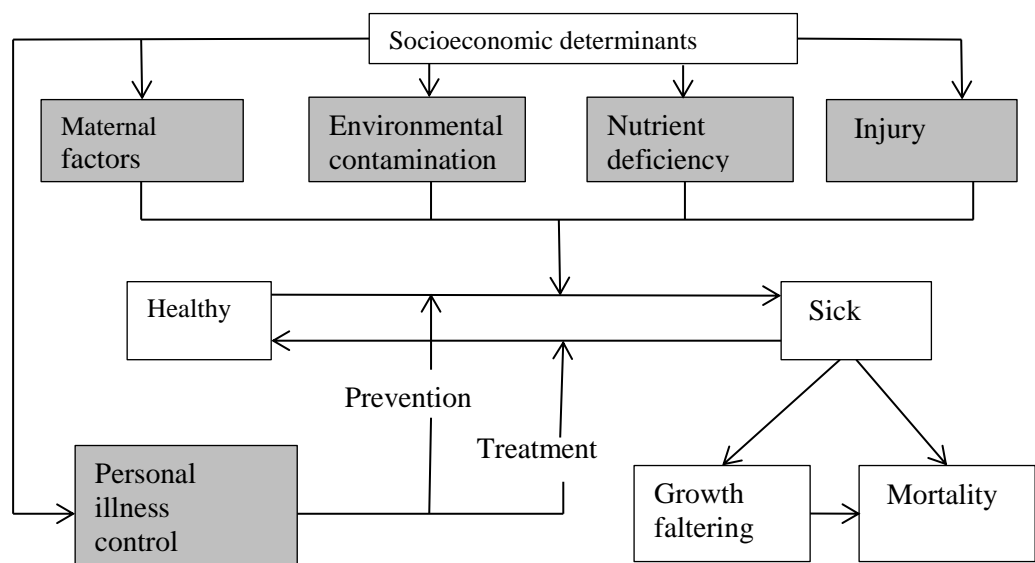 Socioeconomic determinants
Maternal
factors
Environmental
contamination
Nutrient
deficiency
Injury
Healthy
Sick
Prevention
Treatment
Personal
illness
control
Growth
faltering
Mortality